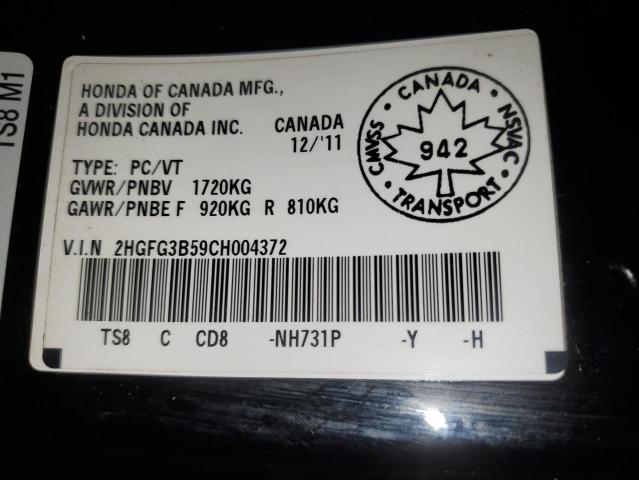 TS8 M1
HONDA OF CANADA MFG.,
A DIVISION OF
HONDA CANADA INC.
CANADA
12/'11
TYPE: PC/VT
GVWR/PNBV 1720KG
GAWR/PNBE F 920KG R 810KG
V.I.N 2HGFG3B59CH004372
TS8 C CD8 -NH731P -Y -H
• CANADA •
CMVSS
NSVAC
942
• TRANSPORT •